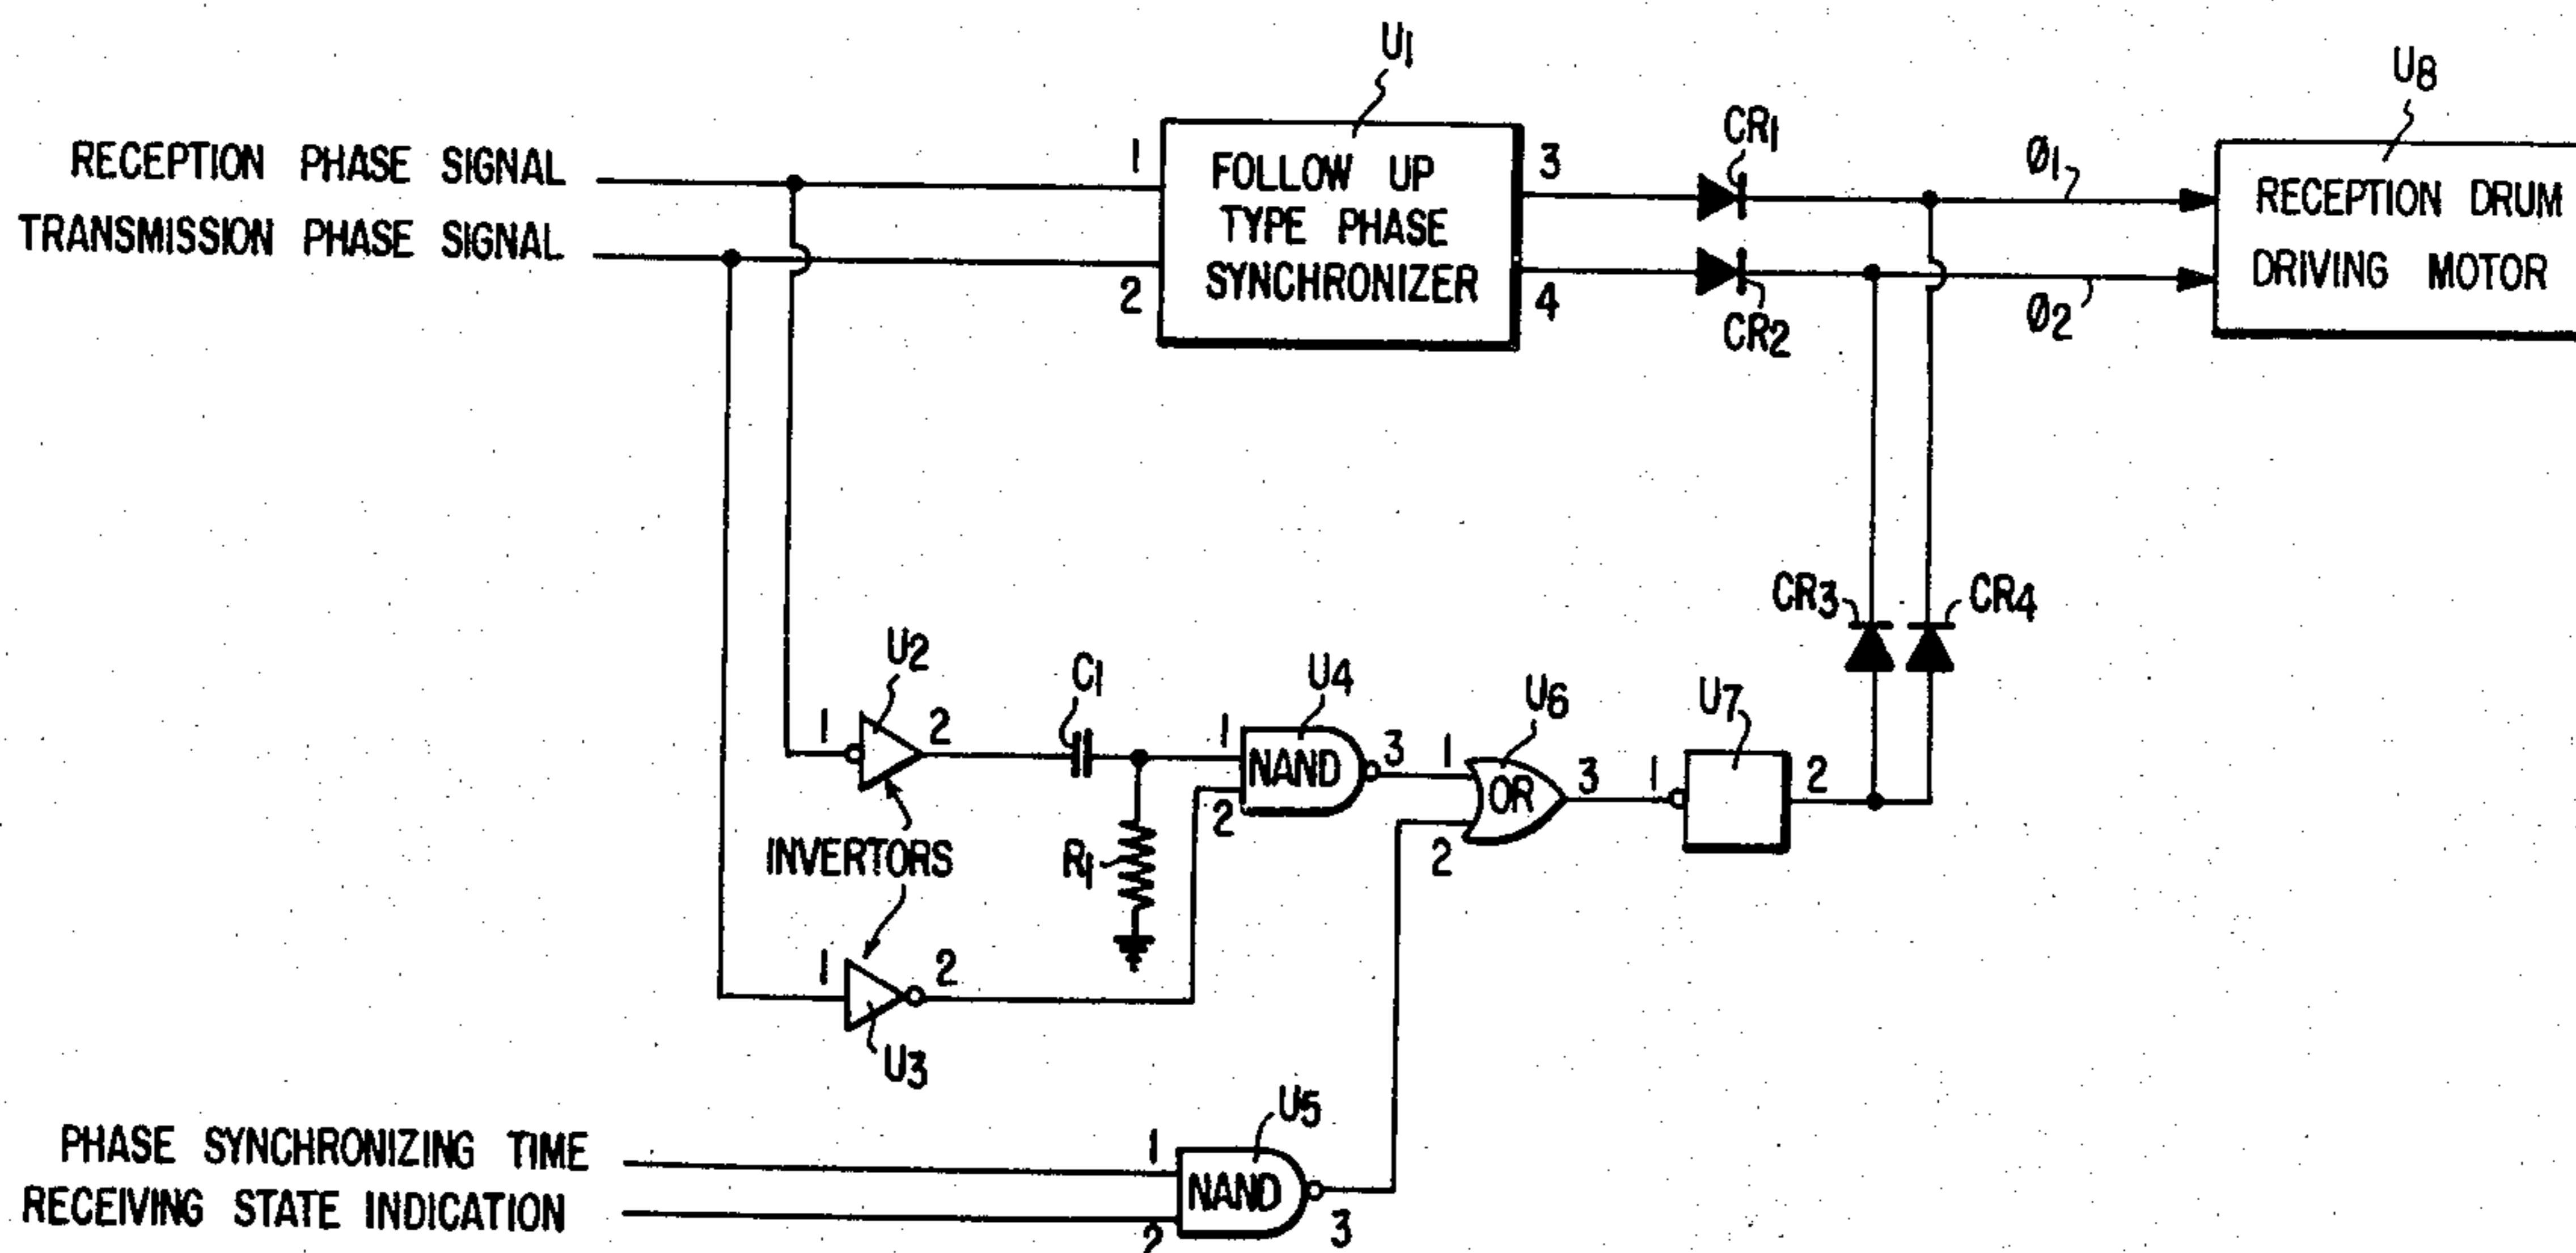 U1
U8
RECEPTION PHASE SIGNAL
TRANSMISSION PHASE SIGNAL
1
2
FOLLOW UP
TYPE PHASE
SYNCHRONIZER
3
4
CR1
CR2
Ø1
Ø2
RECEPTION DRUM
DRIVING MOTOR
CR3
CR4
U2
1
2
C1
R1
INVERTORS
1
2
U3
U4
1
2
NAND
3
U6
1
2
OR
3
U7
1
2
PHASE SYNCHRONIZING TIME
RECEIVING STATE INDICATION
U5
1
2
NAND
3